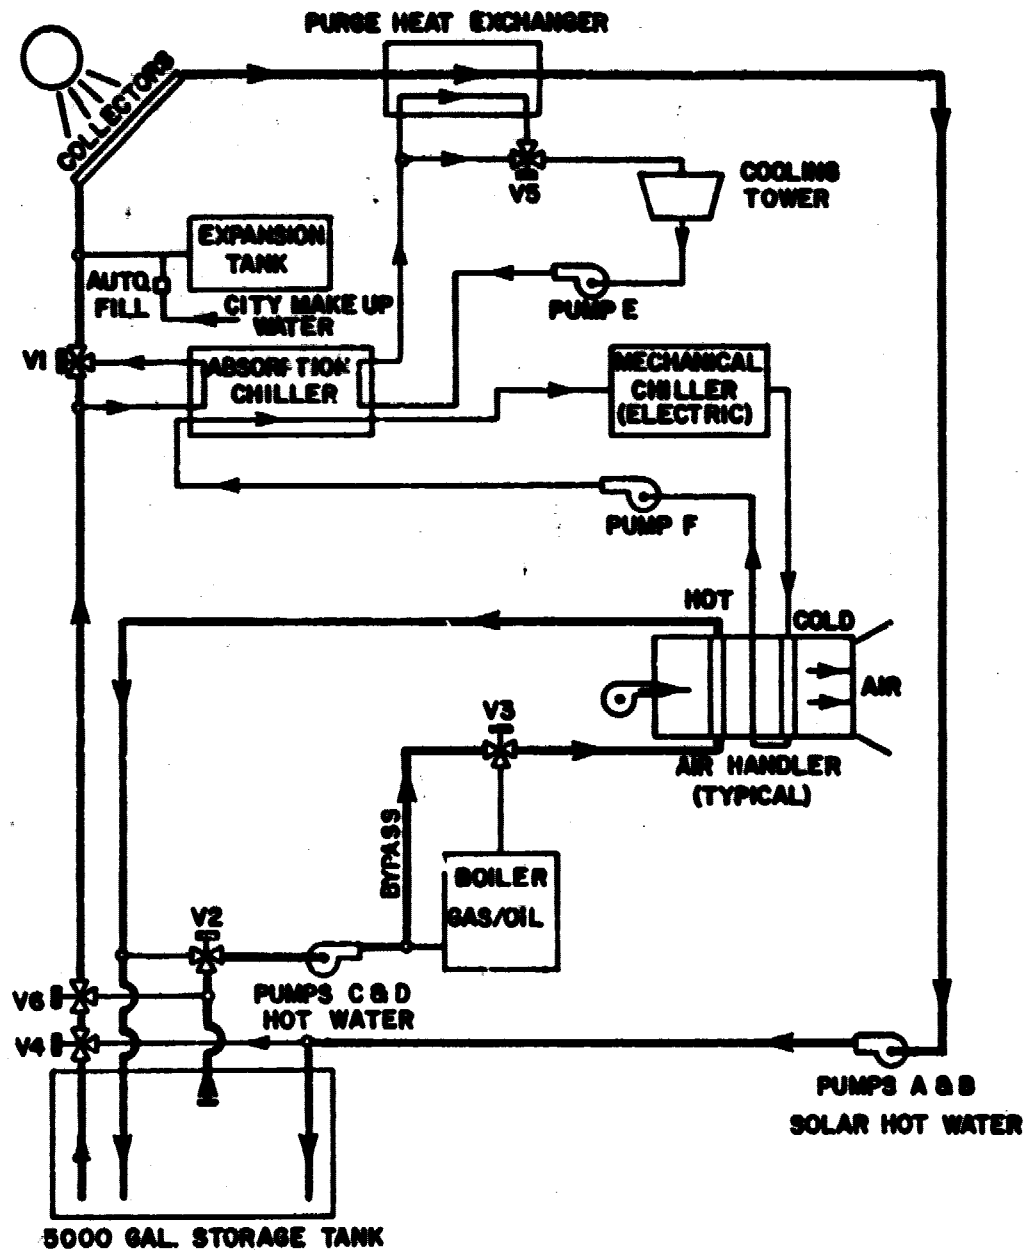 PURGE HEAT EXCHANGER
COLLECTORS
V5
COOLING
TOWER
EXPANSION
TANK
AUTO
FILL
CITY MAKE UP
WATER
PUMP E
V1
ABSORPTION
CHILLER
MECHANICAL
CHILLER
(ELECTRIC)
PUMP F
HOT
COLD
AIR
V3
AIR HANDLER
(TYPICAL)
BYPASS
BOILER
GAS/OIL
V2
V6
PUMPS C & D
HOT WATER
V4
PUMPS A & B
SOLAR HOT WATER
5000 GAL. STORAGE TANK